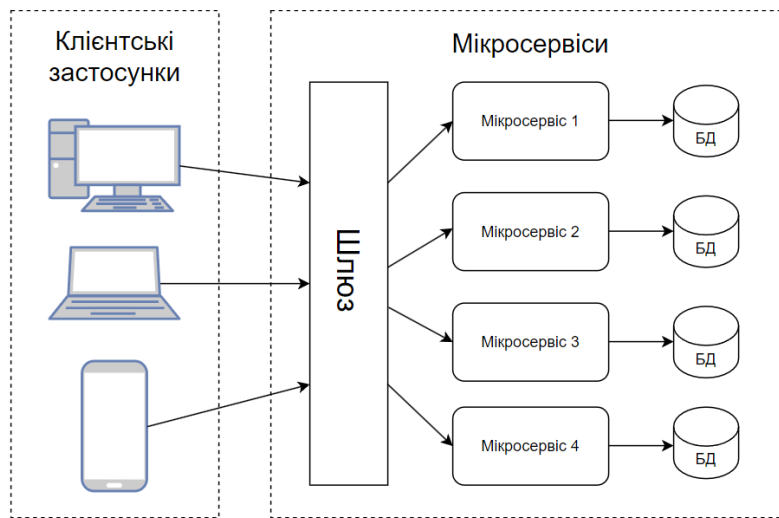 Клієнтські
застосунки
Мікросервіси
Шлюз
Мікросервіс 1
БД
Мікросервіс 2
БД
Мікросервіс 3
БД
Мікросервіс 4
БД